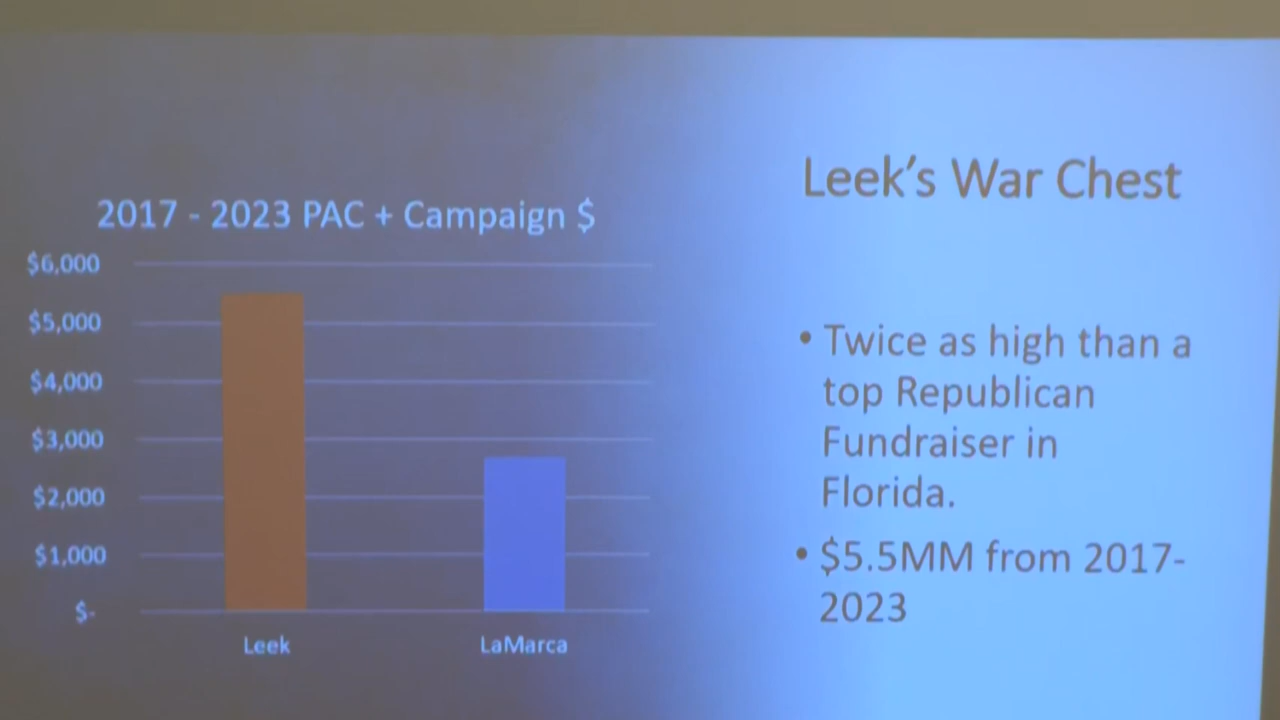 Leek's War Chest
2017 - 2023 PAC + Campaign $
$6,000
$5,000
$4,000
$3,000
$2,000
$1,000
$-
Leek
LaMarca
• Twice as high than a
top Republican
Fundraiser in
Florida.
• $5.5MM from 2017-
2023